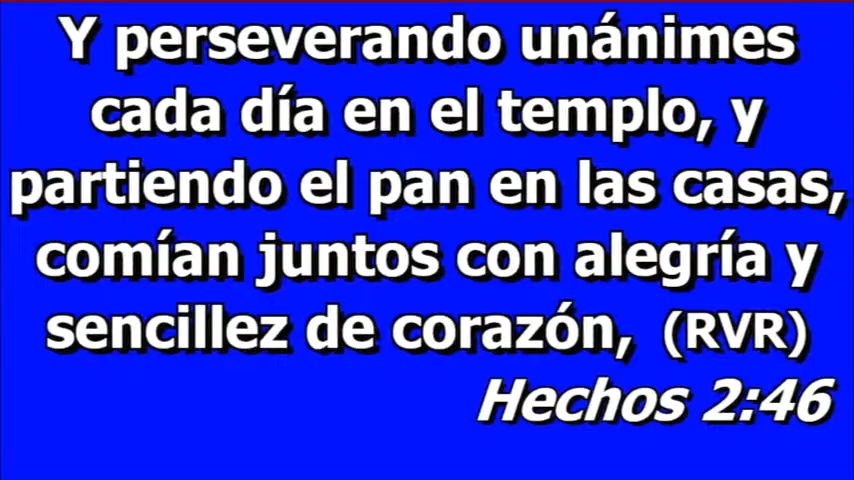 Y perseverando unánimes
cada día en el templo, y
partiendo el pan en las casas,
comían juntos con alegría y
sencillez de corazón, (RVR)
Hechos 2:46